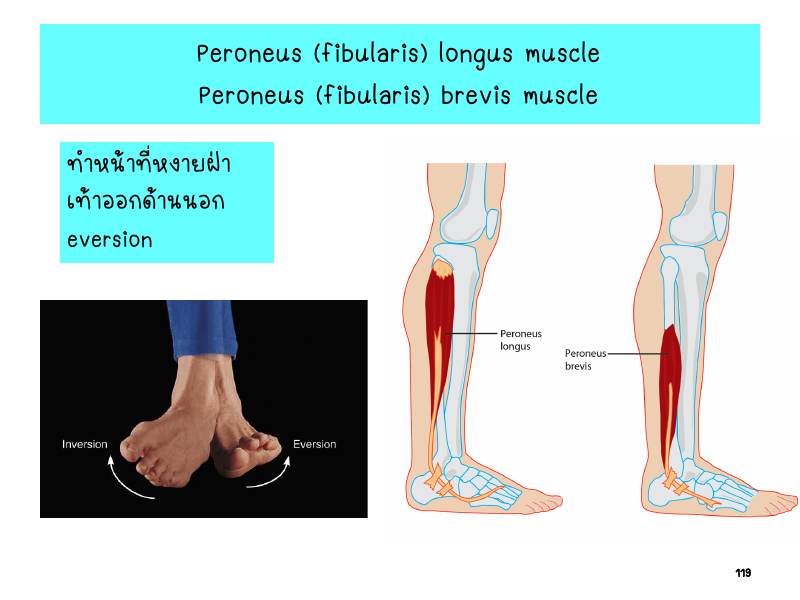 Peroneus (fibularis) longus muscle
Peroneus (fibularis) brevis muscle
ทำหน้าที่หงายฝ่า
เท้าออกด้านนอก
eversion
Inversion
Eversion
Peroneus
longus
Peroneus
brevis
119